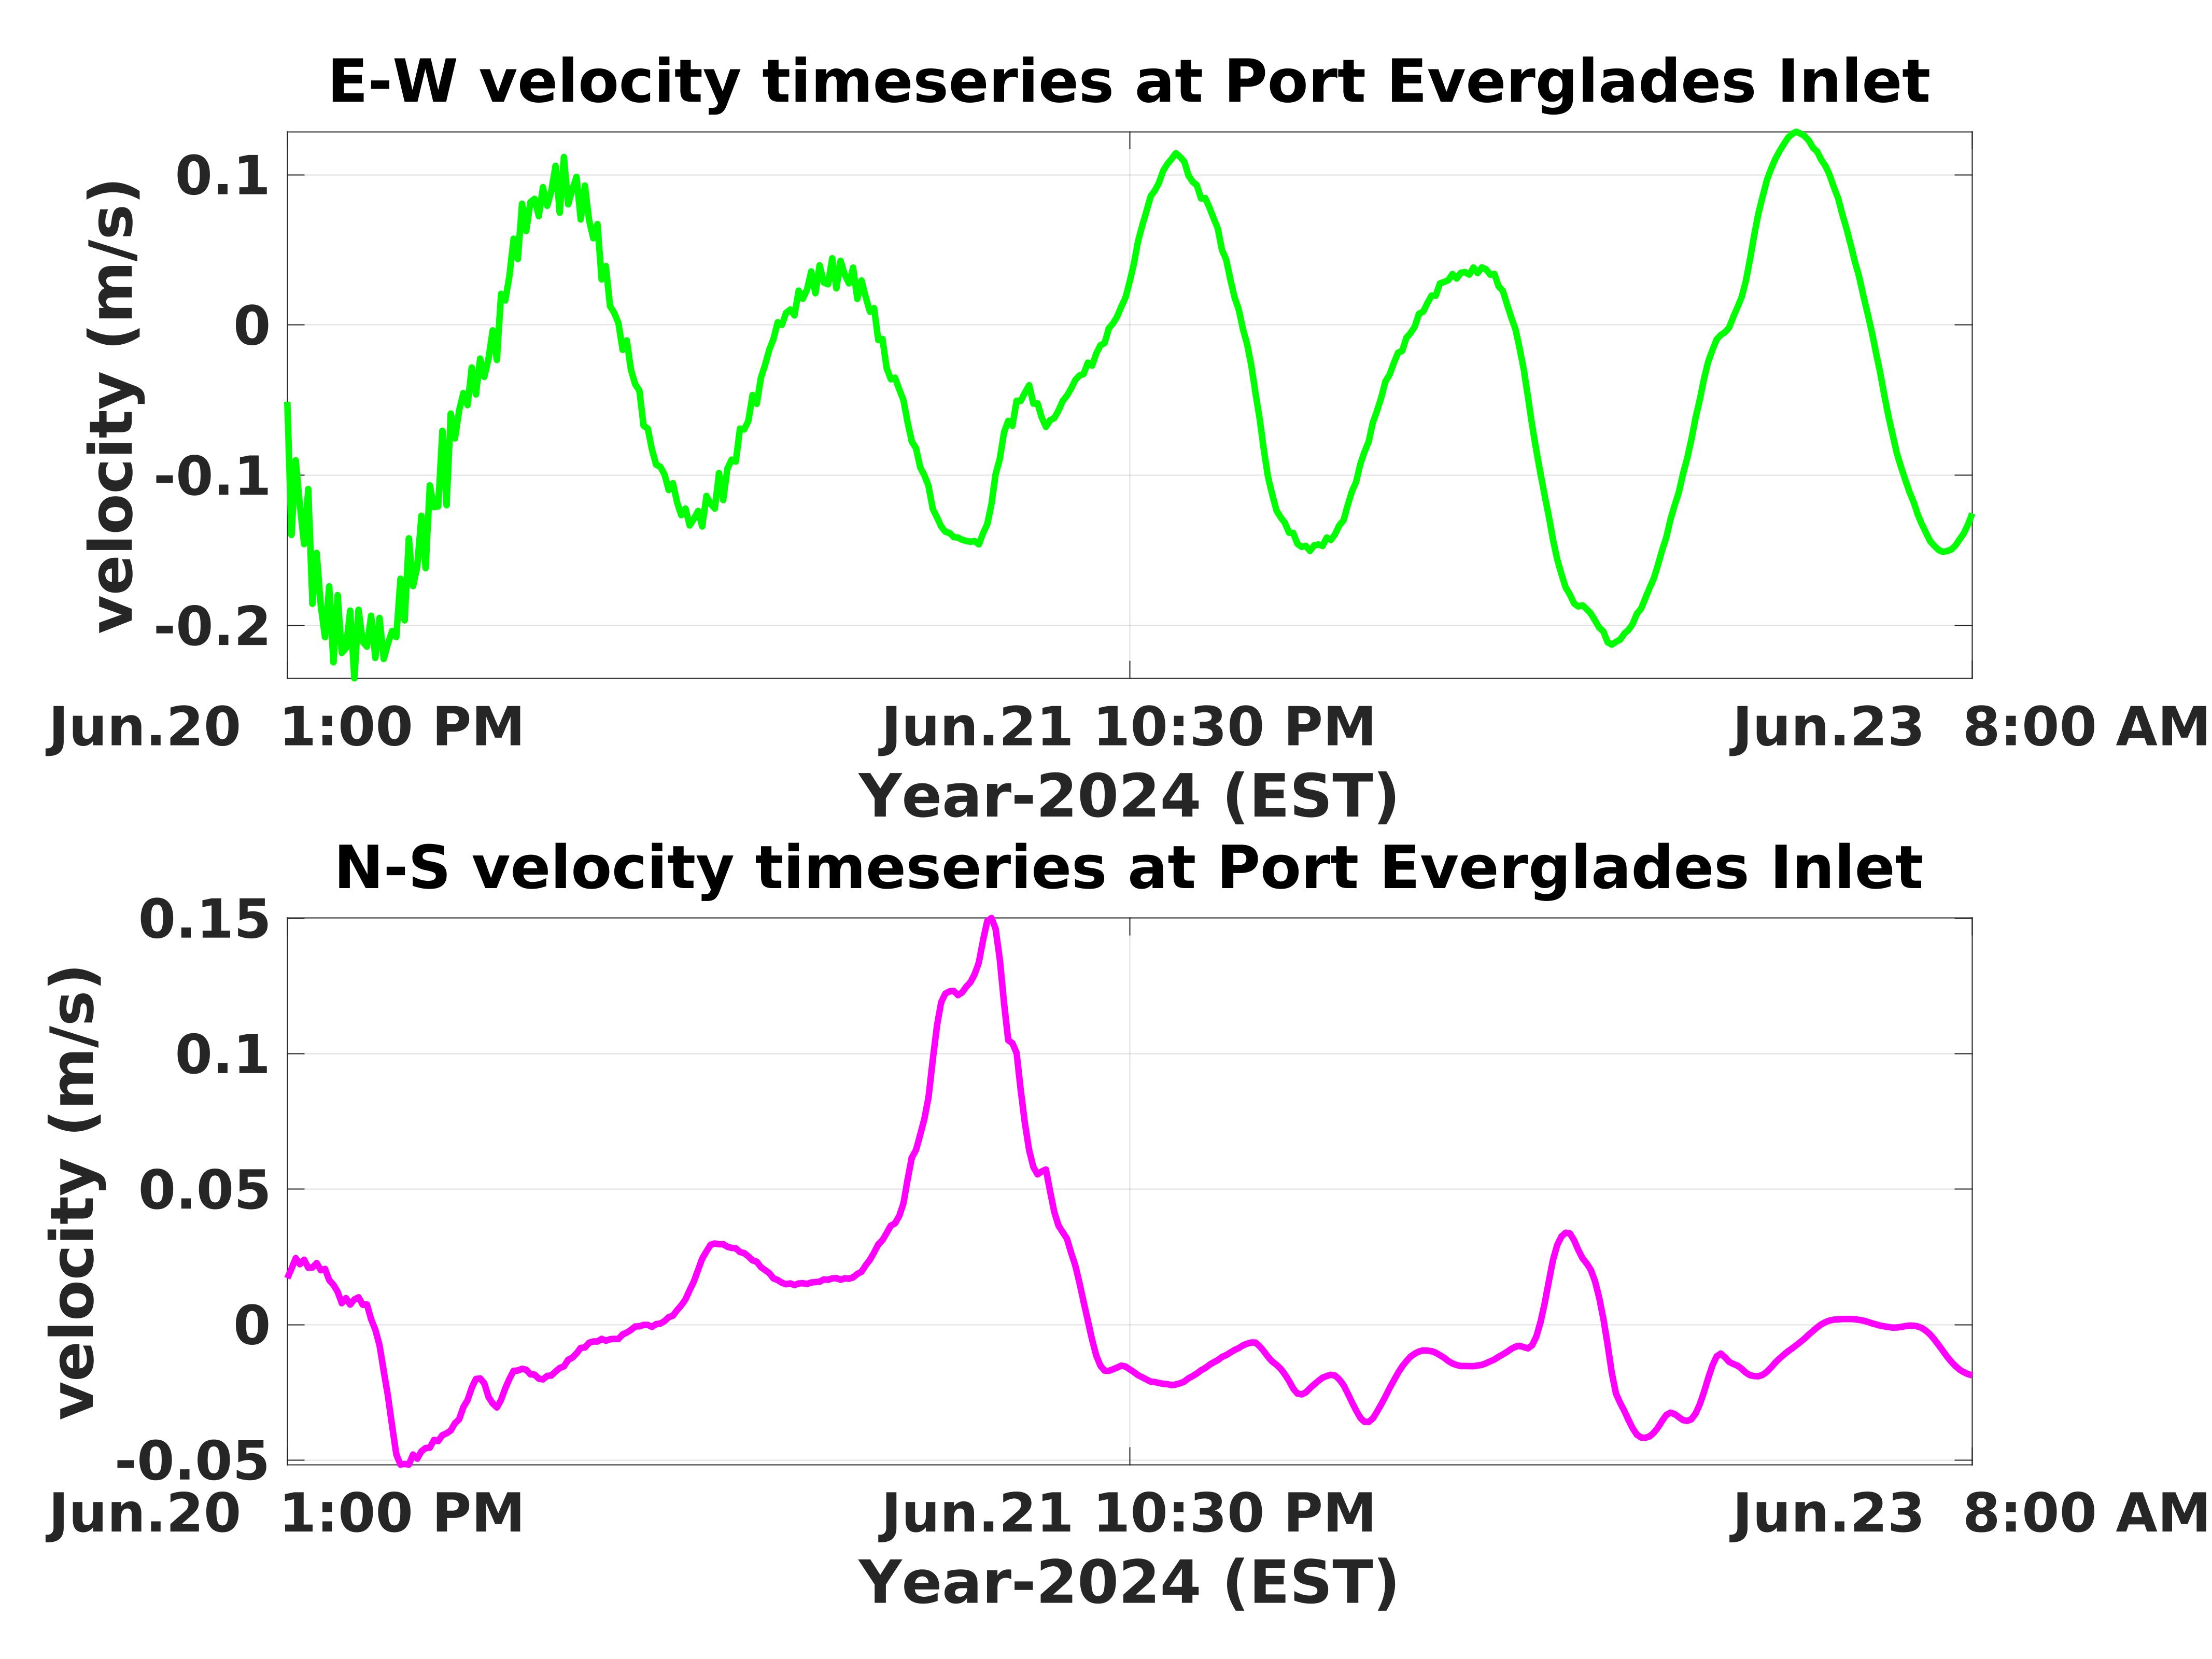 E-W velocity timeseries at Port Everglades Inlet
velocity (m/s)
0.1
0
-0.1
-0.2
Jun.20  1:00 PM
Jun.21 10:30 PM
Jun.23  8:00 AM
Year-2024 (EST)
N-S velocity timeseries at Port Everglades Inlet
velocity (m/s)
0.15
0.1
0.05
0
-0.05
Jun.20  1:00 PM
Jun.21 10:30 PM
Jun.23  8:00 AM
Year-2024 (EST)